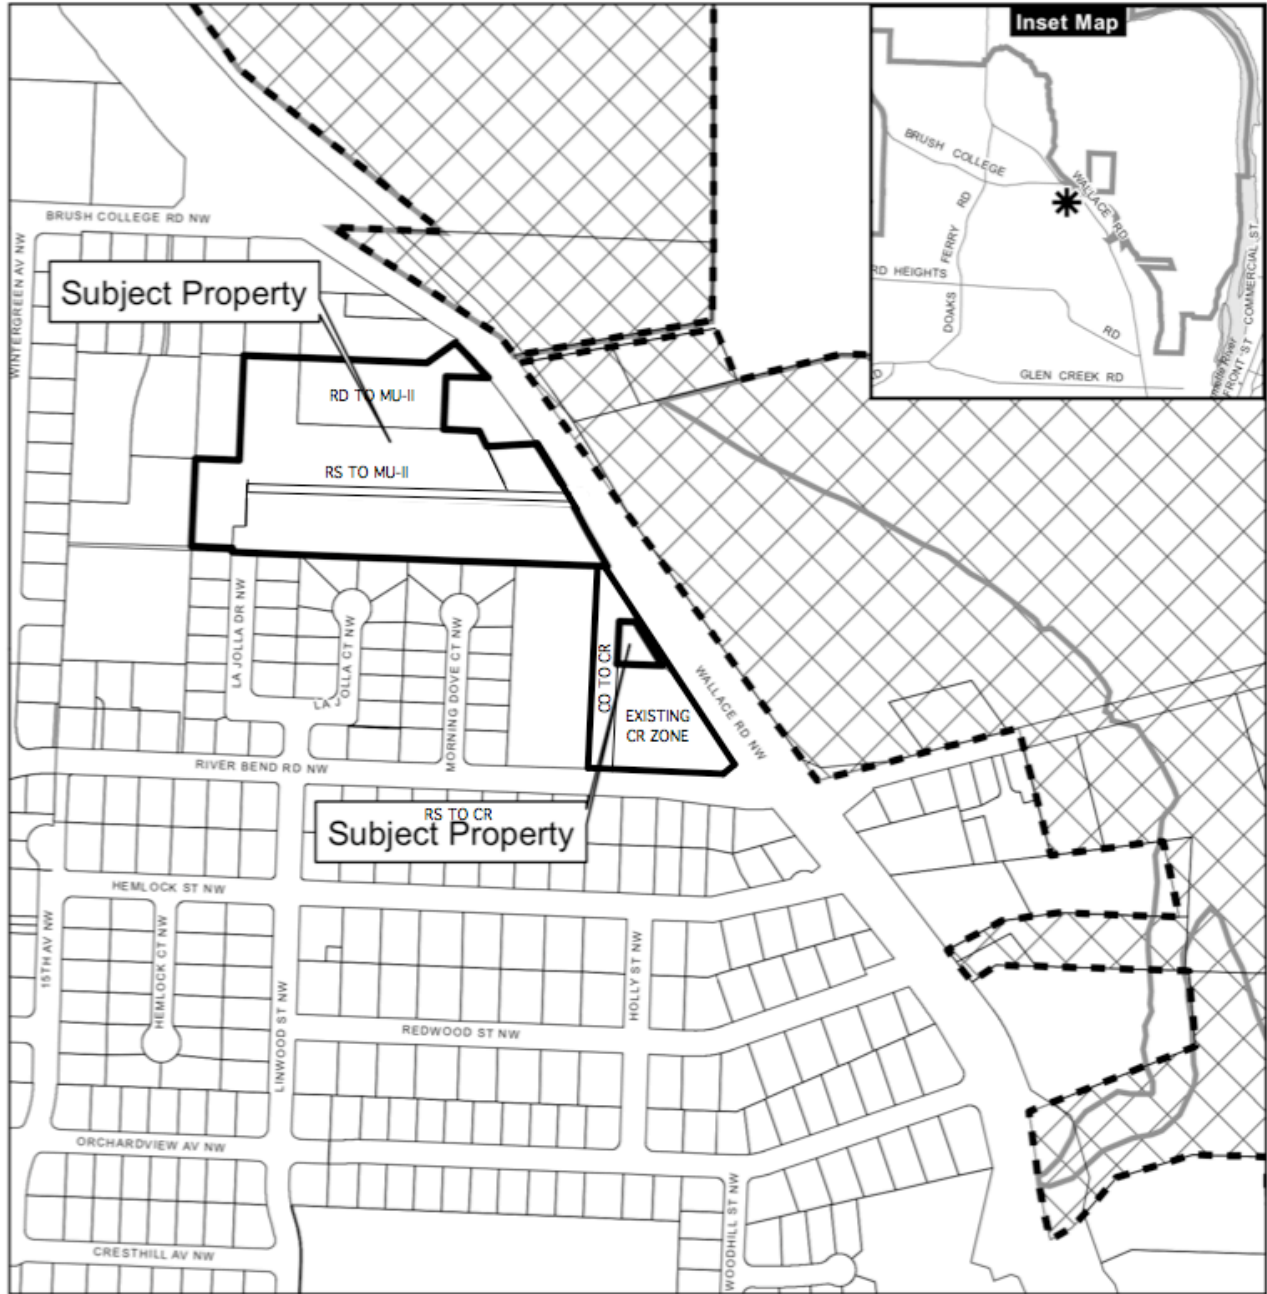 Inset Map
BRUSH COLLEGE
WALLACE RD
DOAKS FERRY RD
RD HEIGHTS
RD
GLEN CREEK RD
COMMERCIAL ST
FRONT ST
River
BRUSH COLLEGE RD NW
WINTERGREEN AV NW
Subject Property
RD TO MU-II
RS TO MU-II
LA JOLLA DR NW
LA JOLLA CT NW
MORNING DOVE CT NW
CO TO CR
EXISTING
CR ZONE
WALLACE RD NW
RIVER BEND RD NW
RS TO CR
Subject Property
HEMLOCK ST NW
15TH AV NW
HEMLOCK CT NW
LINWOOD ST NW
HOLLY ST NW
REDWOOD ST NW
ORCHARDVIEW AV NW
WOODHILL ST NW
CRESTHILL AV NW